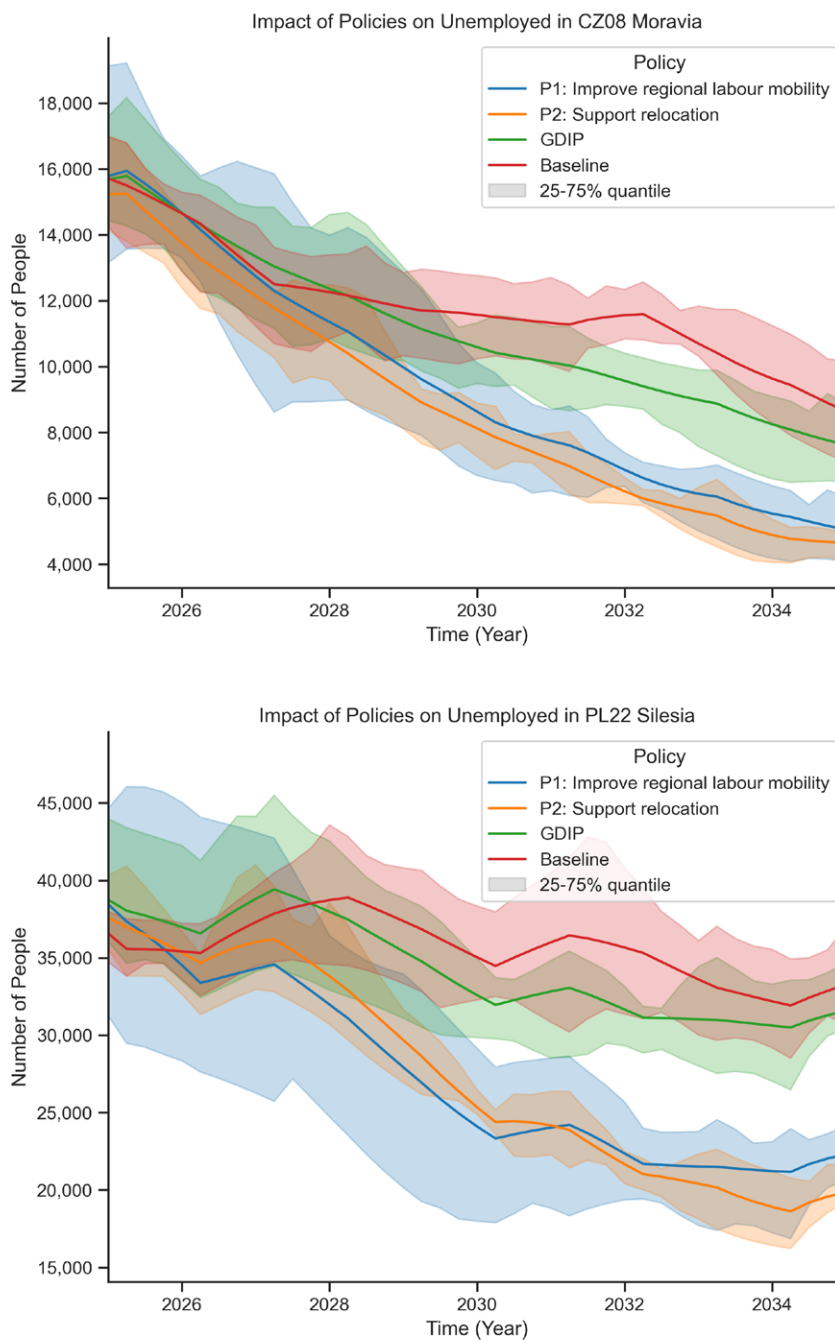 Impact of Policies on Unemployed in CZ08 Moravia
Policy
P1: Improve regional labour mobility
P2: Support relocation
GDIP
Baseline
25-75% quantile
Number of People
18,000
16,000
14,000
12,000
10,000
8,000
6,000
4,000
2026 2028 2030 2032 2034
Time (Year)
Impact of Policies on Unemployed in PL22 Silesia
Policy
P1: Improve regional labour mobility
P2: Support relocation
GDIP
Baseline
25-75% quantile
Number of People
45,000
40,000
35,000
30,000
25,000
20,000
15,000
2026 2028 2030 2032 2034
Time (Year)